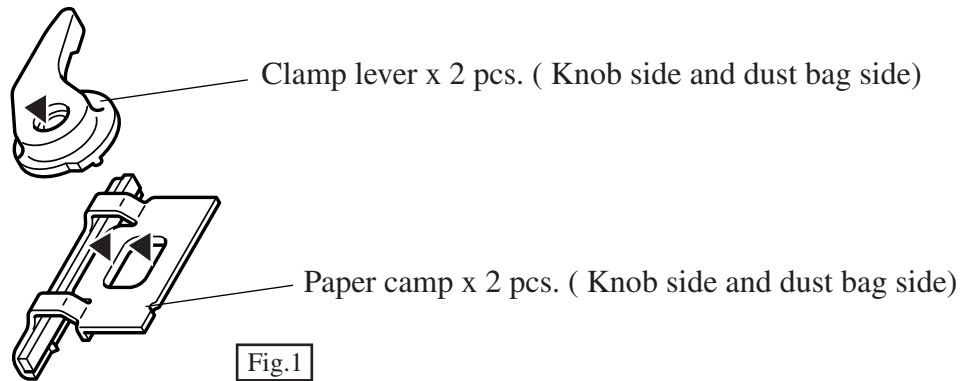 Clamp lever x 2 pcs. ( Knob side and dust bag side)
Paper camp x 2 pcs. ( Knob side and dust bag side)
Fig.1